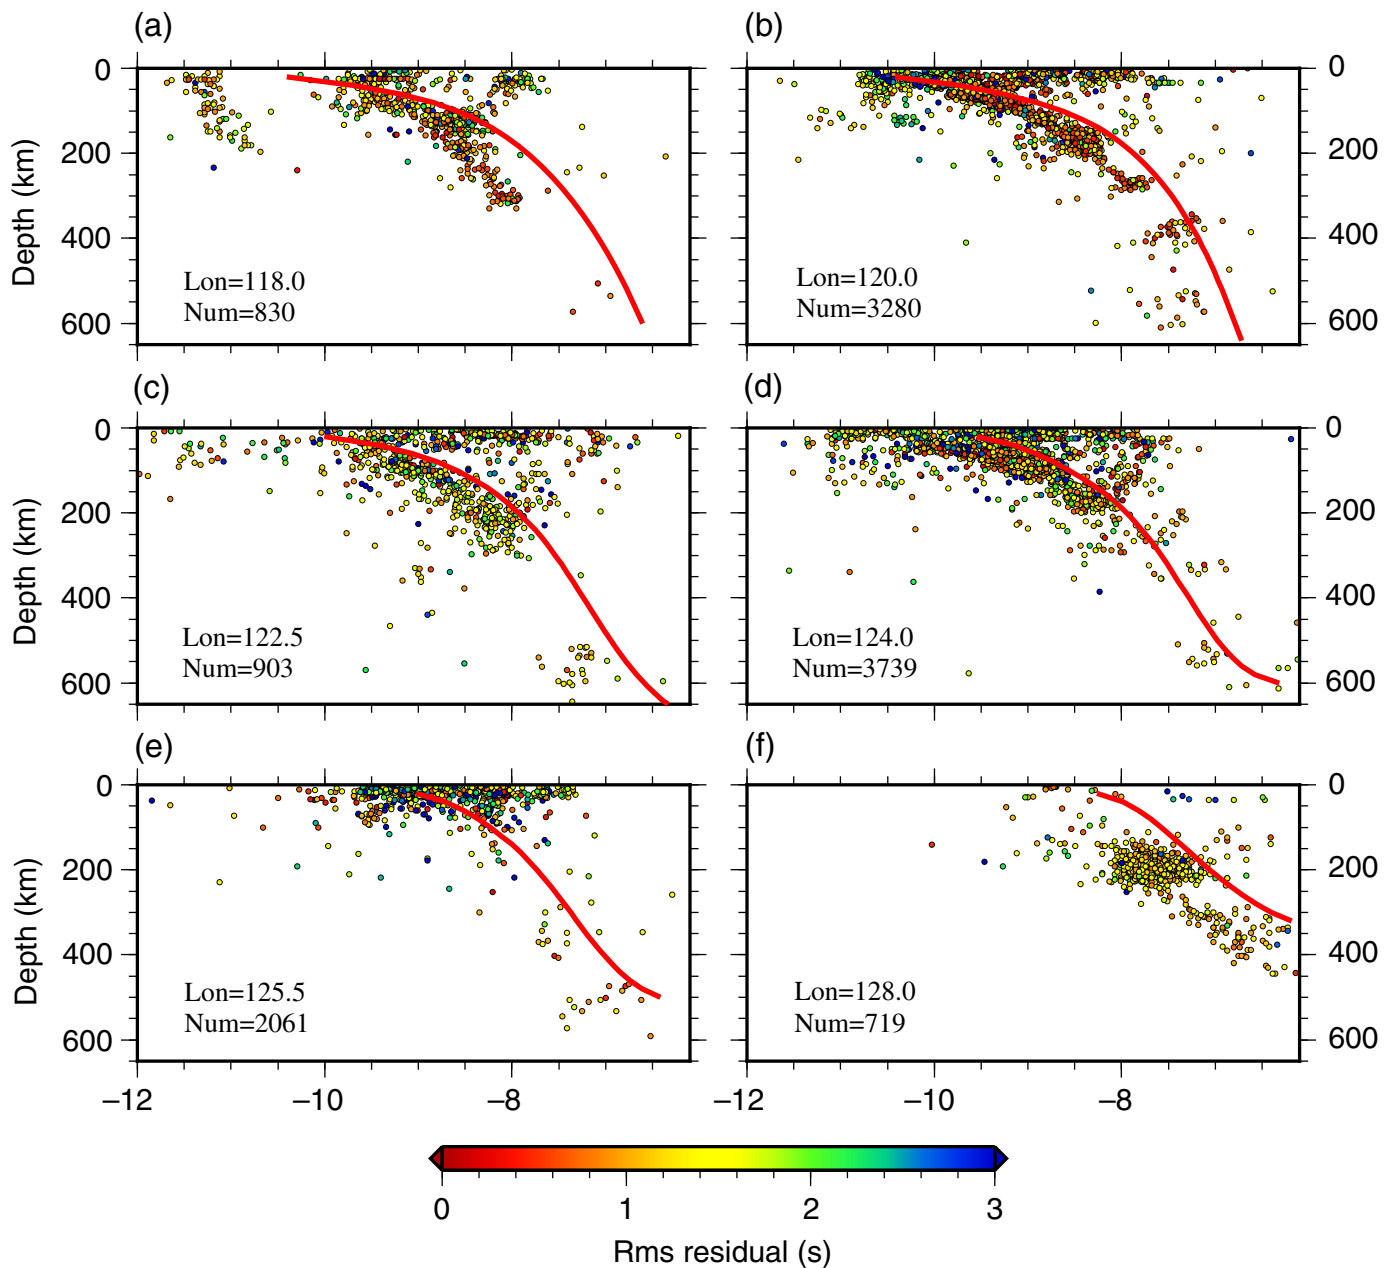 (a) (b)
0 0
200 200
400 400
600 600
Depth (km)
Lon=118.0
Num=830
Lon=120.0
Num=3280
(c) (d)
0 0
200 200
400 400
600 600
Depth (km)
Lon=122.5
Num=903
Lon=124.0
Num=3739
(e) (f)
0 0
200 200
400 400
600 600
Depth (km)
Lon=125.5
Num=2061
Lon=128.0
Num=719
−12 −10 −8 −12 −10 −8
0 1 2 3
Rms residual (s)